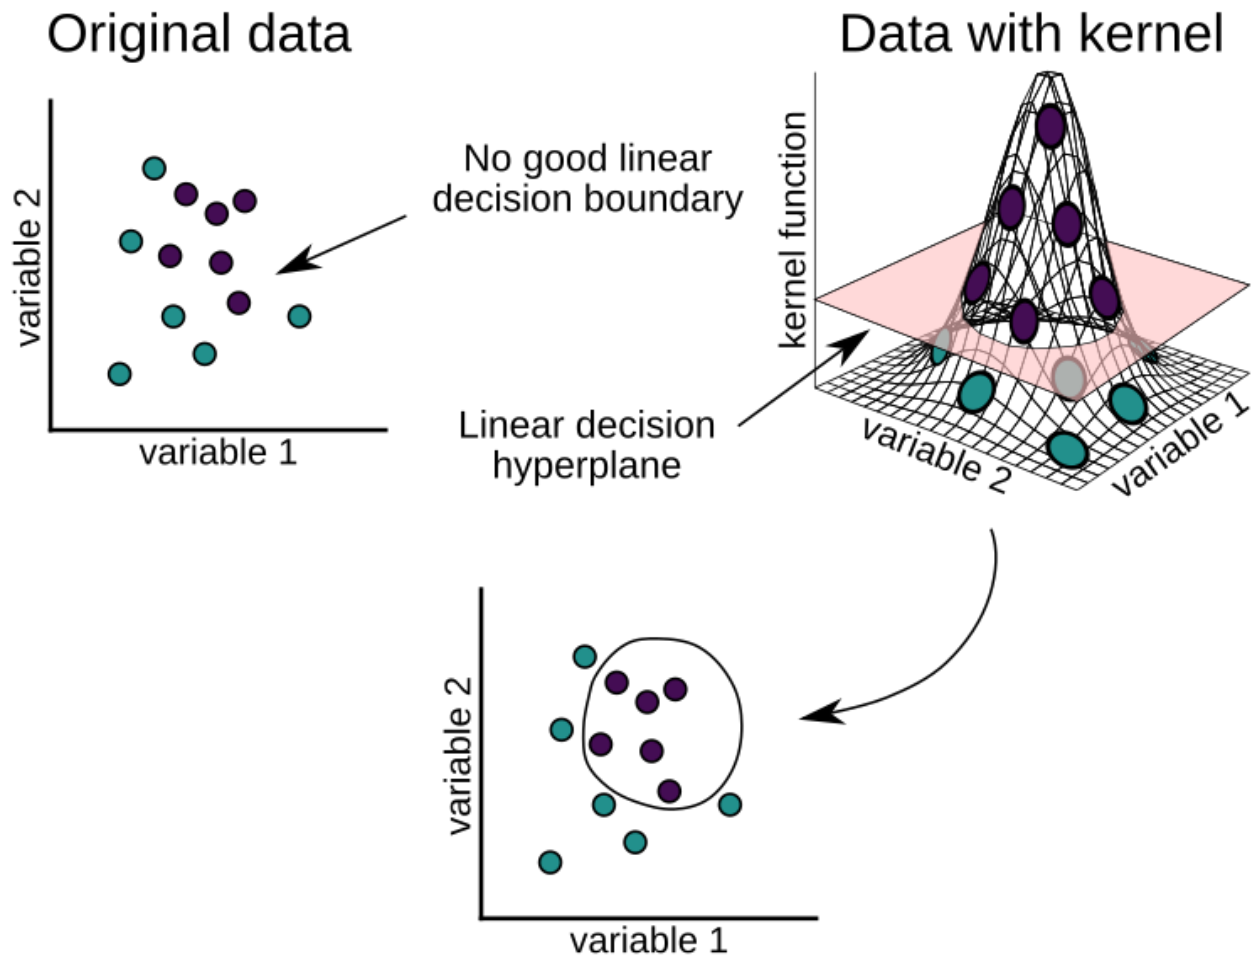 Original data
Data with kernel
variable 2
variable 1
No good linear
decision boundary
kernel function
variable 2
variable 1
Linear decision
hyperplane
variable 2
variable 1